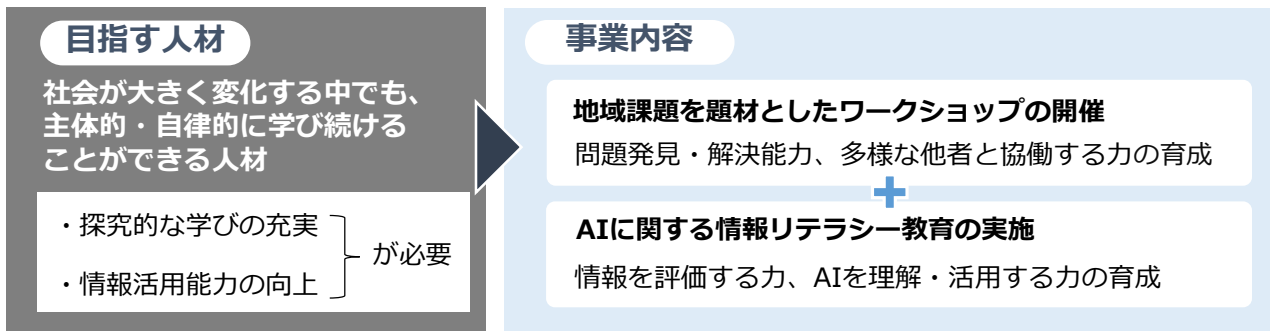 目指す人材
社会が大きく変化する中でも、
主体的・自律的に学び続ける
ことができる人材
・探究的な学びの充実
・情報活用能力の向上
が必要
事業内容
地域課題を題材としたワークショップの開催
問題発見・解決能力、多様な他者と協働する力の育成
AIに関する情報リテラシー教育の実施
情報を評価する力、AIを理解・活用する力の育成